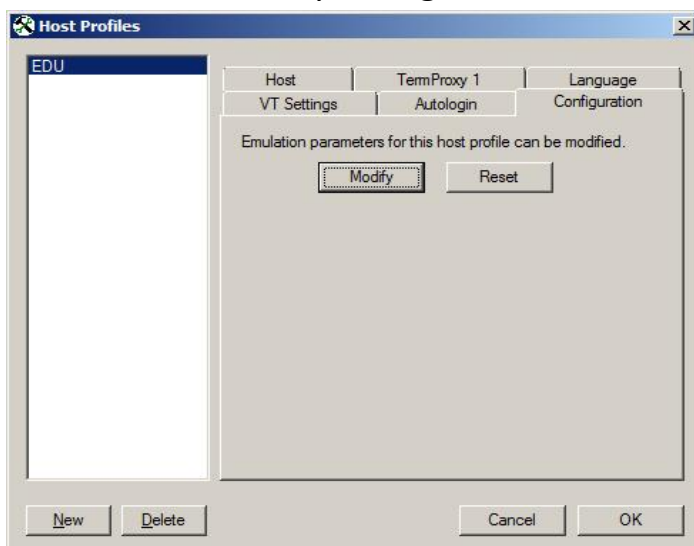 Host Profiles
EDU
Host TermProxy 1 Language
VT Settings Autologin Configuration
Emulation parameters for this host profile can be modified.
Modify Reset
New Delete Cancel OK